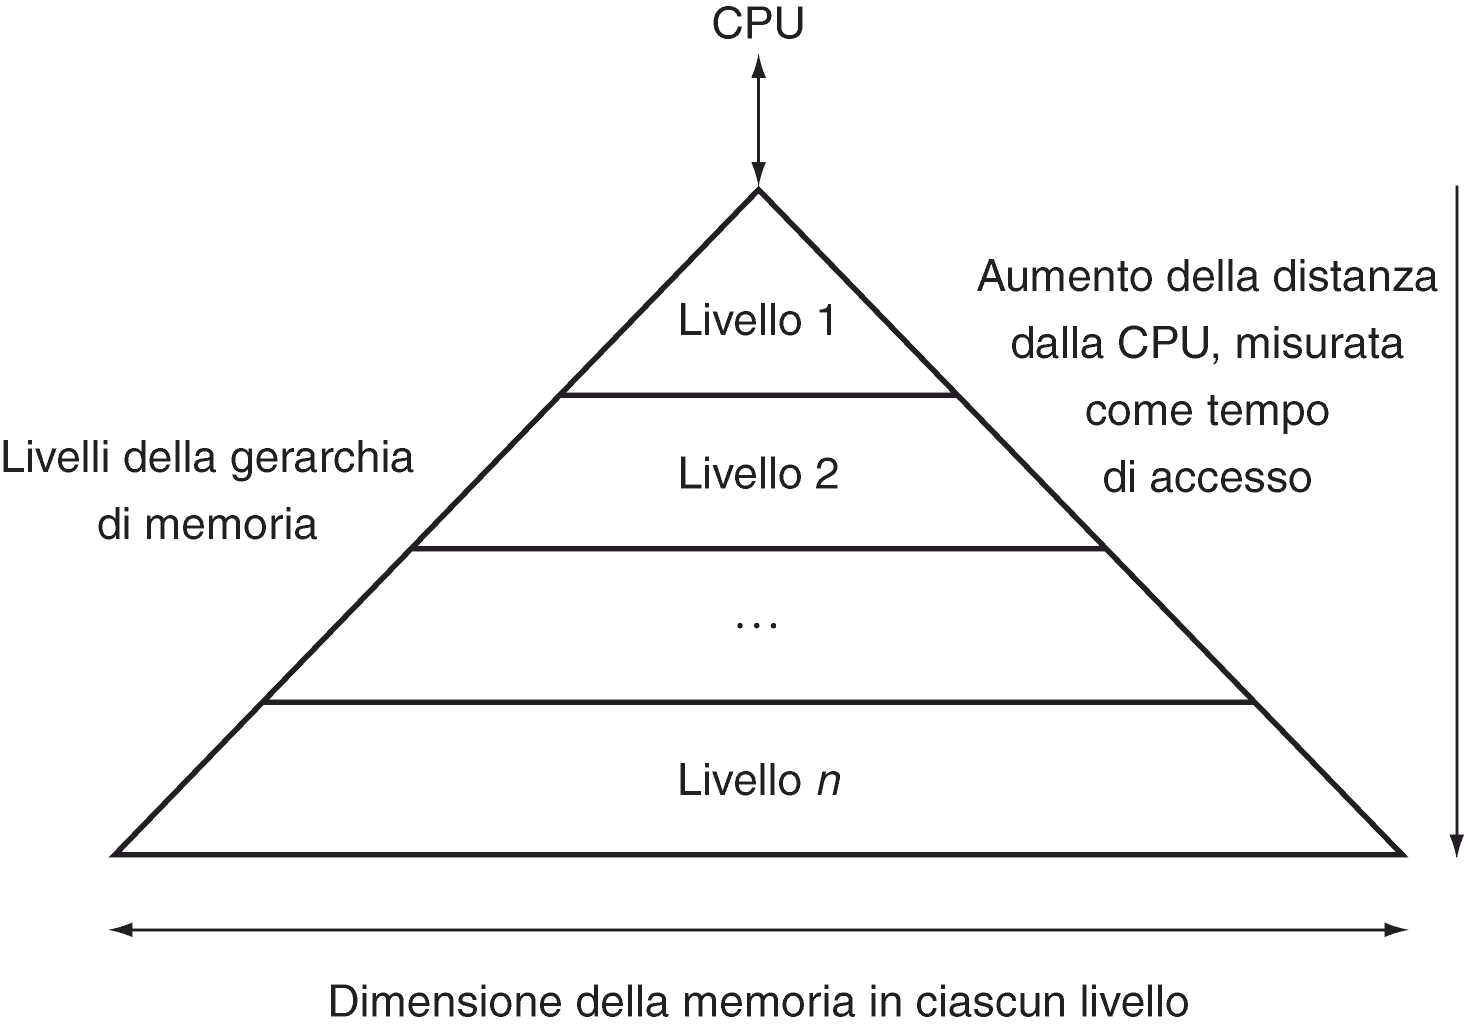 CPU
Livello 1
Aumento della distanza
dalla CPU, misurata
come tempo
di accesso
Livelli della gerarchia
di memoria
Livello 2
...
Livello n
Dimensione della memoria in ciascun livello